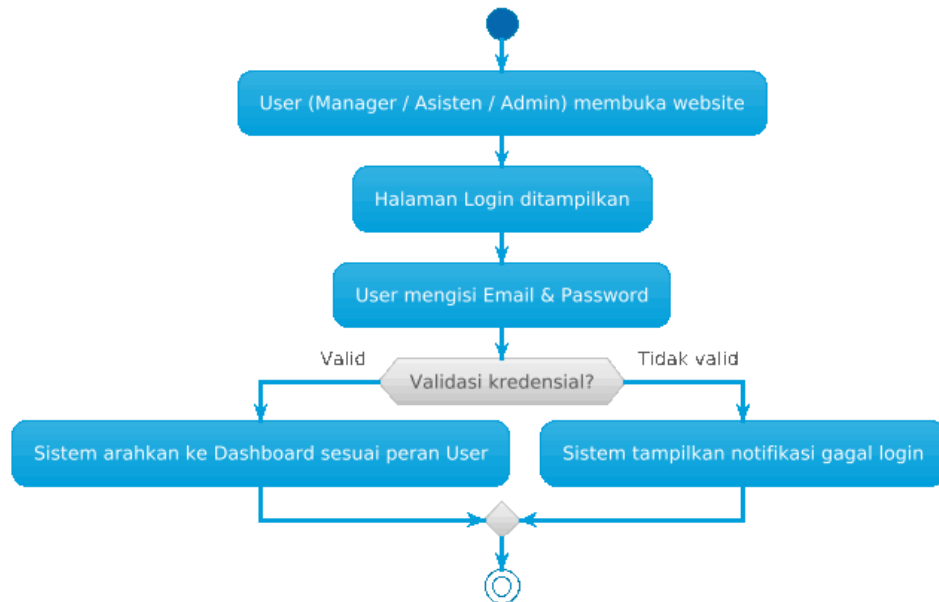 User (Manager / Asisten / Admin) membuka website
Halaman Login ditampilkan
User mengisi Email & Password
Valid
Validasi kredensial?
Tidak valid
Sistem arahkan ke Dashboard sesuai peran User
Sistem tampilkan notifikasi gagal login